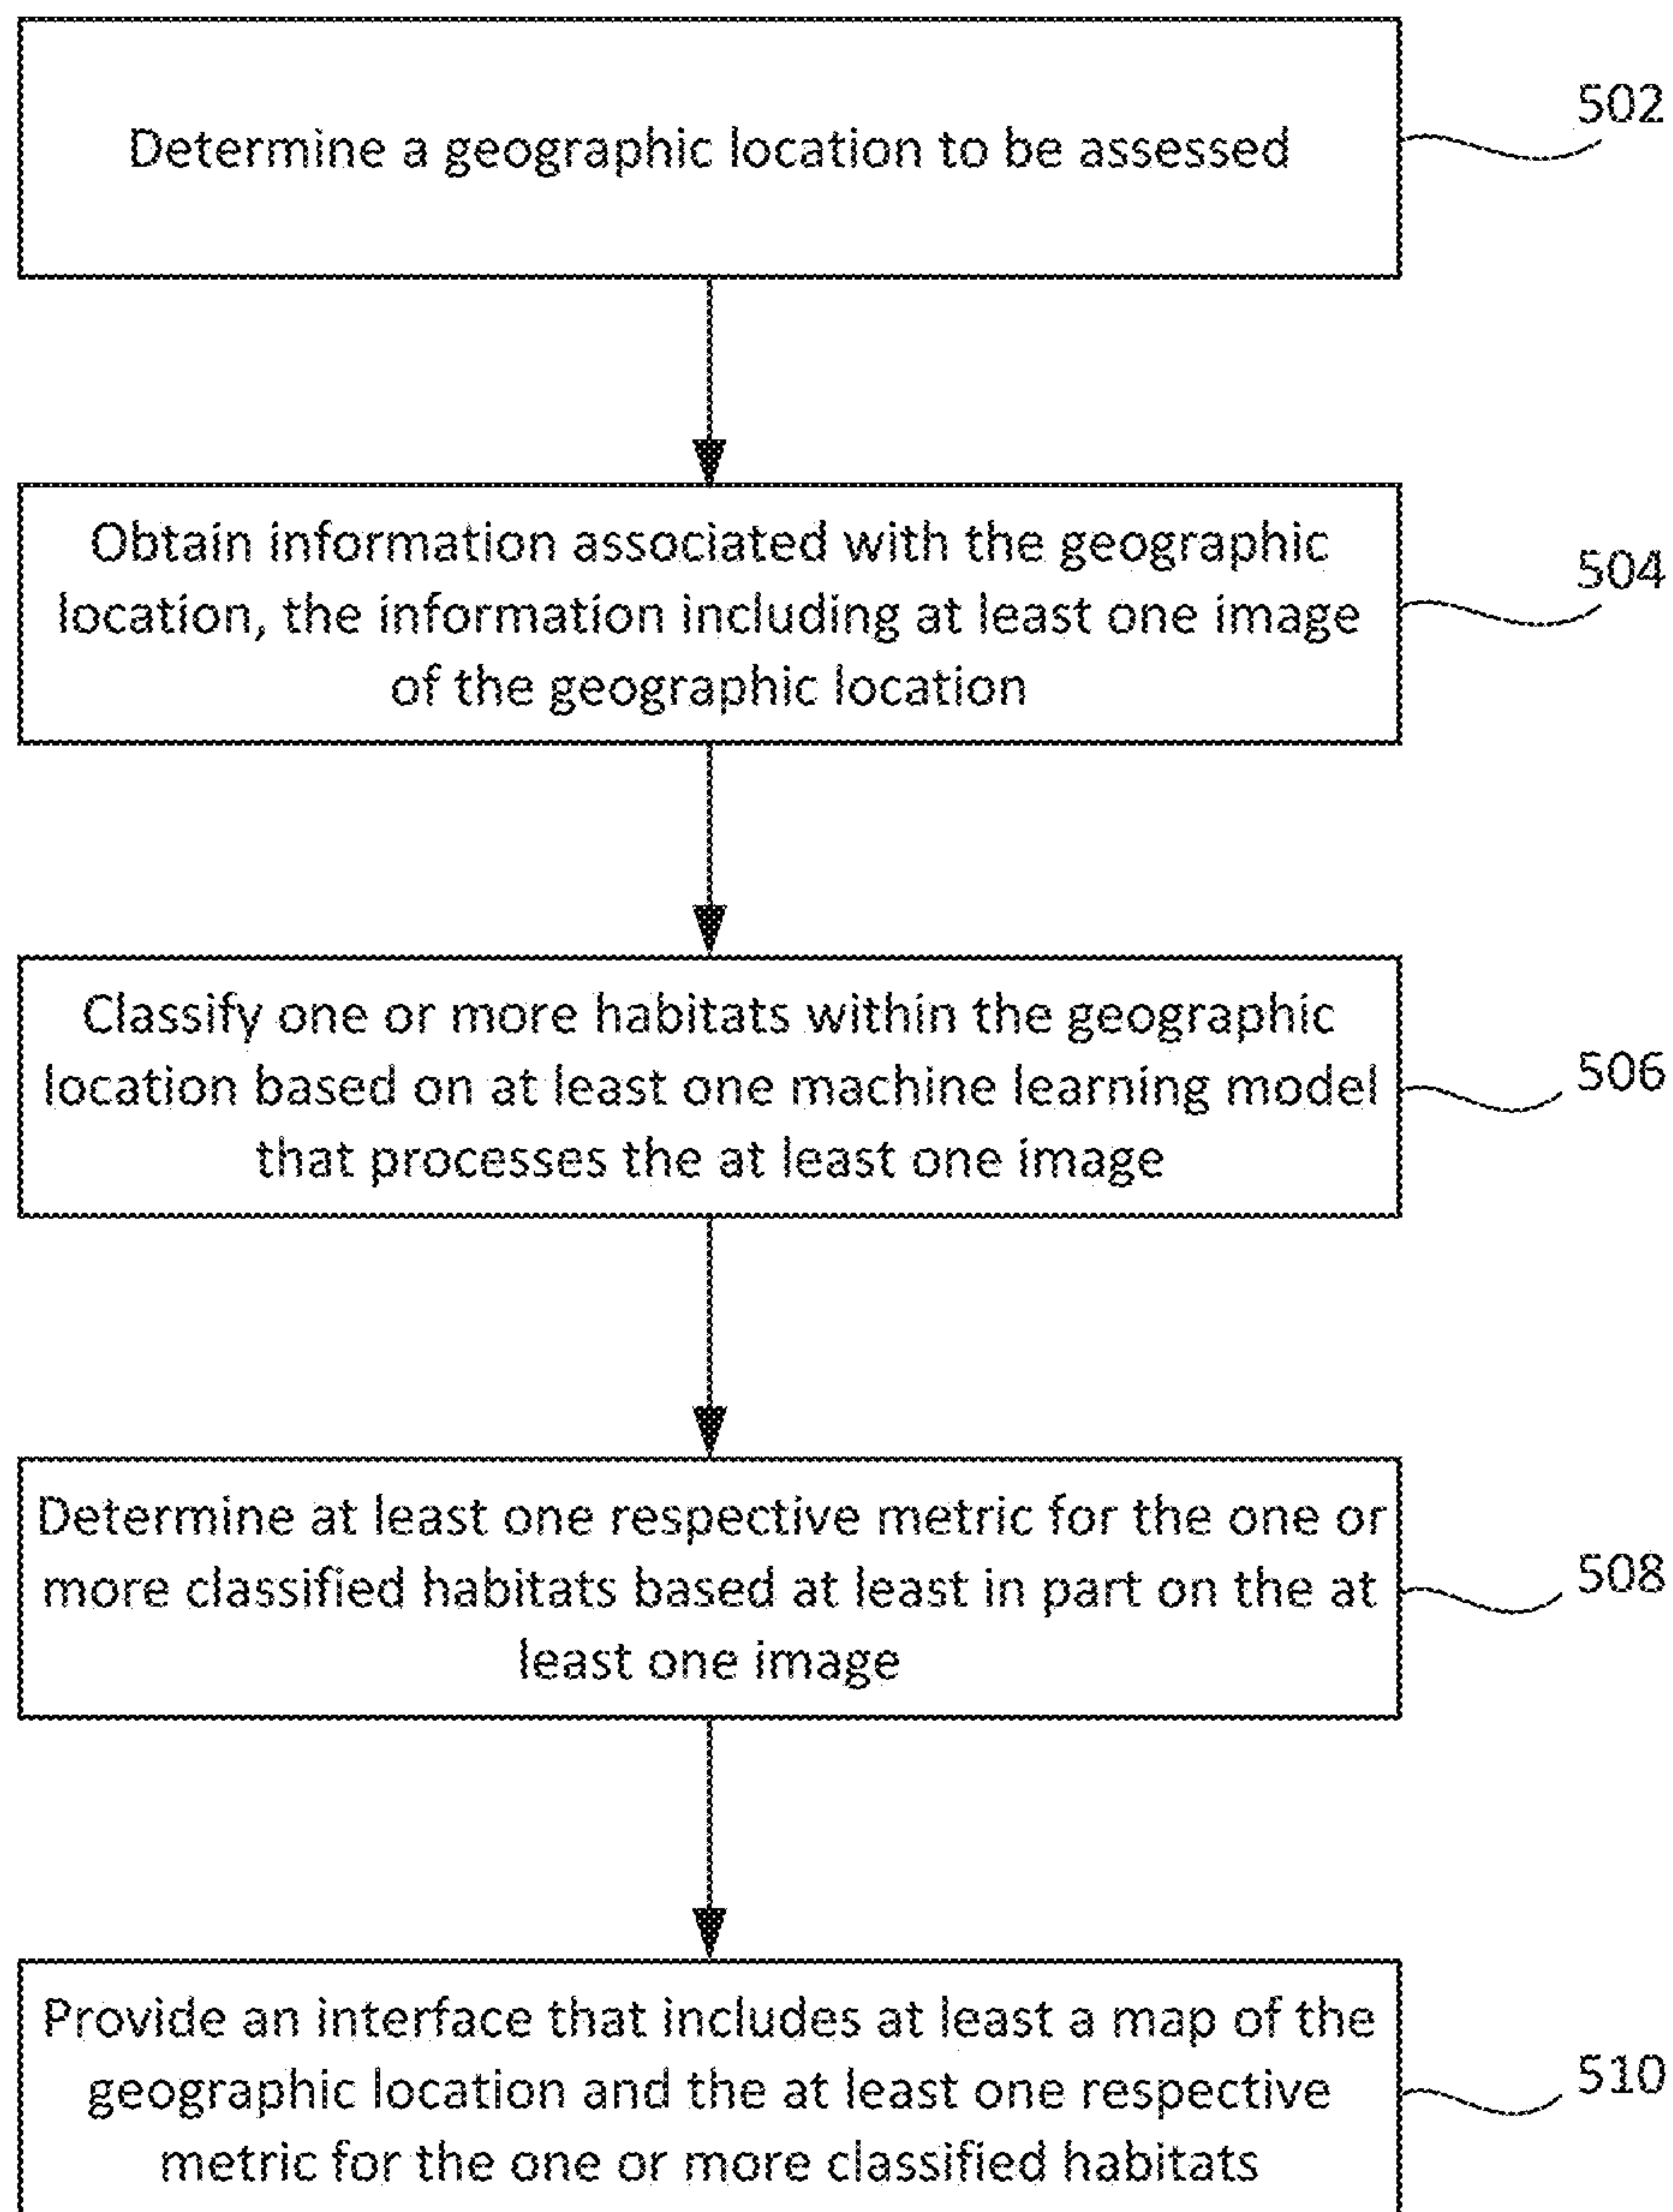 Determine a geographic location to be assessed
502
Obtain information associated with the geographic
location, the information including at least one image
of the geographic location
504
Classify one or more habitats within the geographic
location based on at least one machine learning model
that processes the at least one image
506
Determine at least one respective metric for the one or
more classified habitats based at least in part on the at
least one image
508
Provide an interface that includes at least a map of the
geographic location and the at least one respective
metric for the one or more classified habitats
510